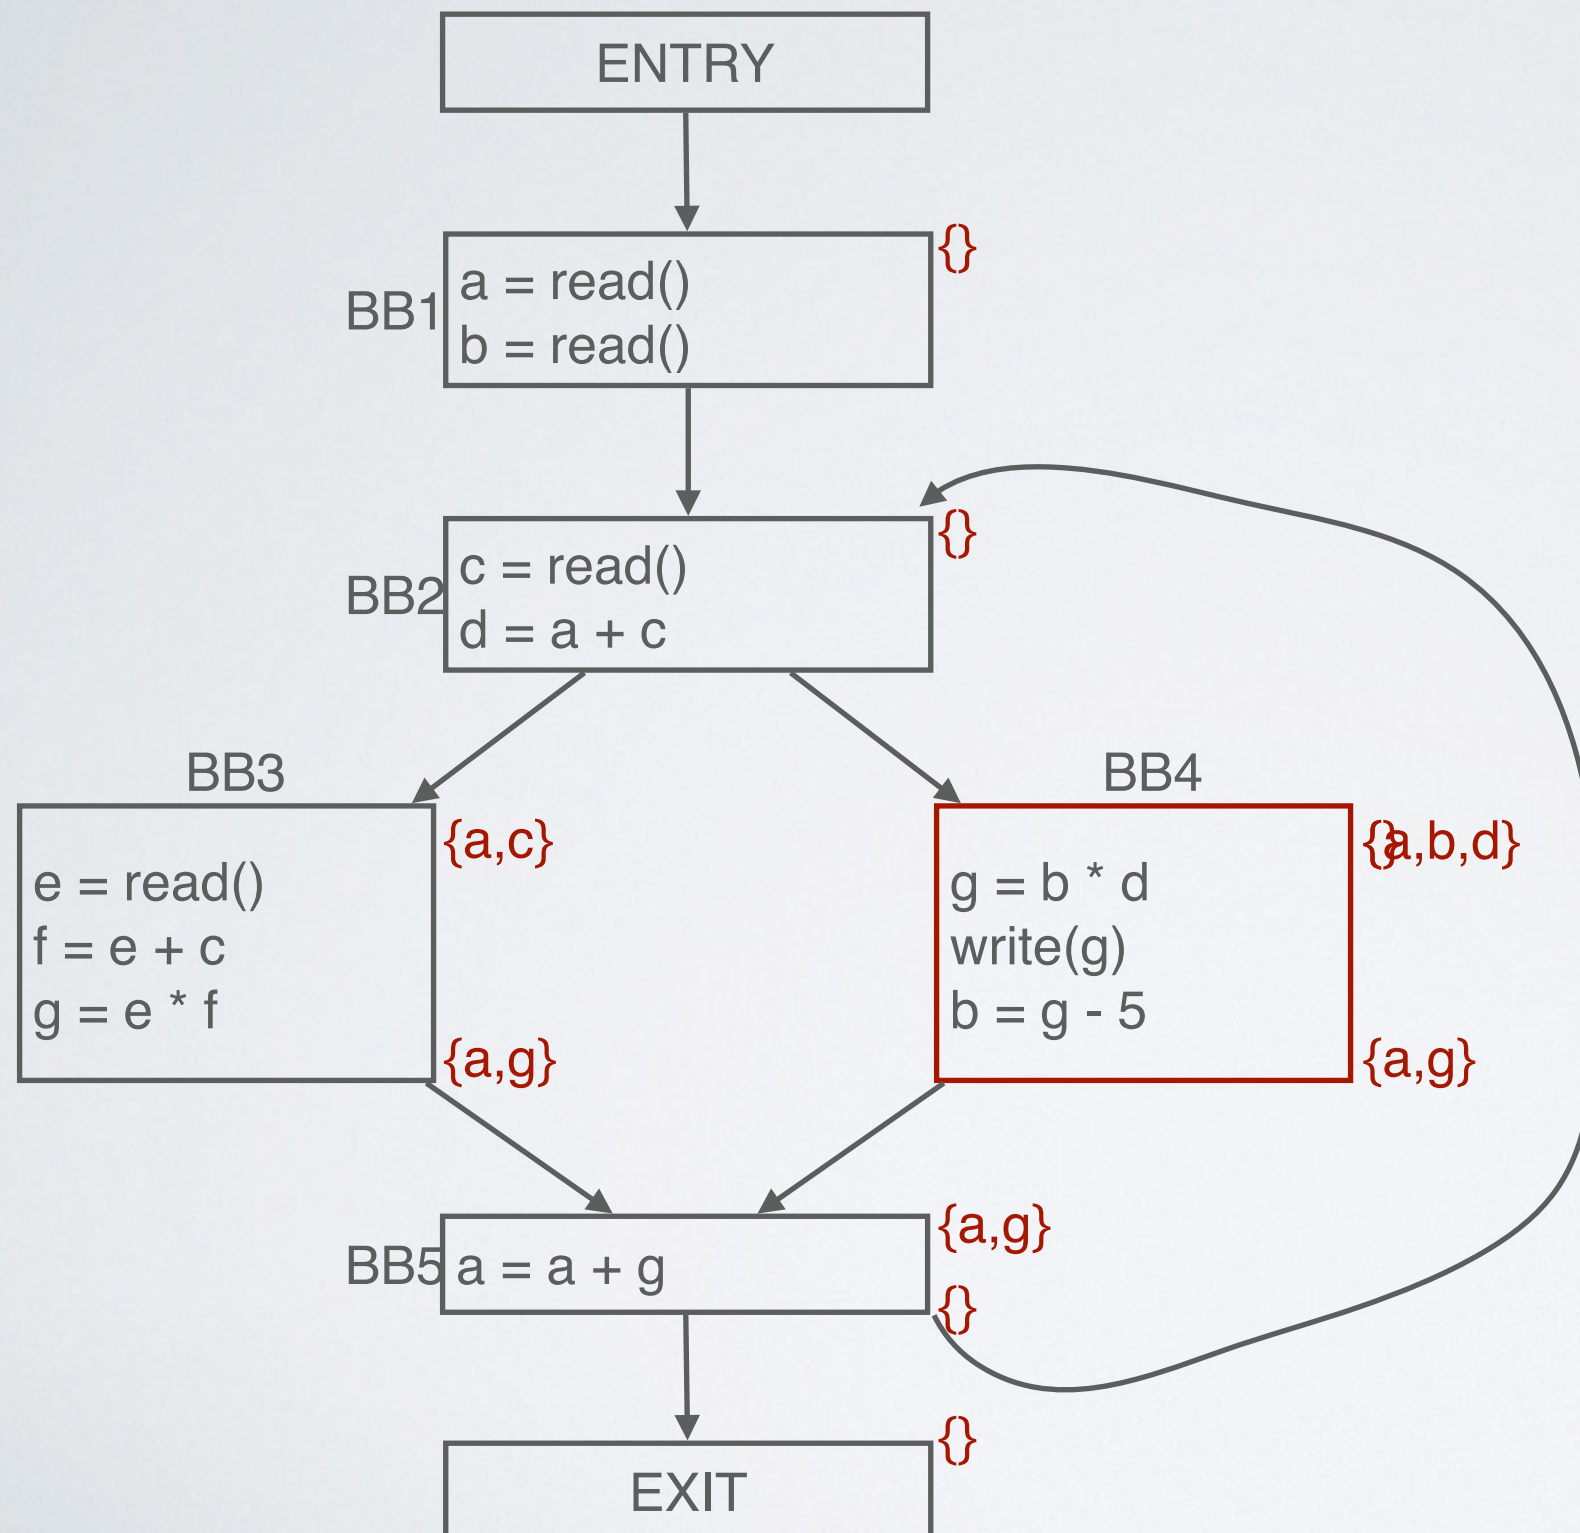 ENTRY
{}
BB1
a = read()
b = read()
{}
BB2
c = read()
d = a + c
BB3
BB4
{a,c}
{}
{a,b,d}
e = read()
f = e + c
g = e * f
g = b * d
write(g)
b = g - 5
{a,g}
{a,g}
{a,g}
BB5
a = a + g
{}
{}
EXIT